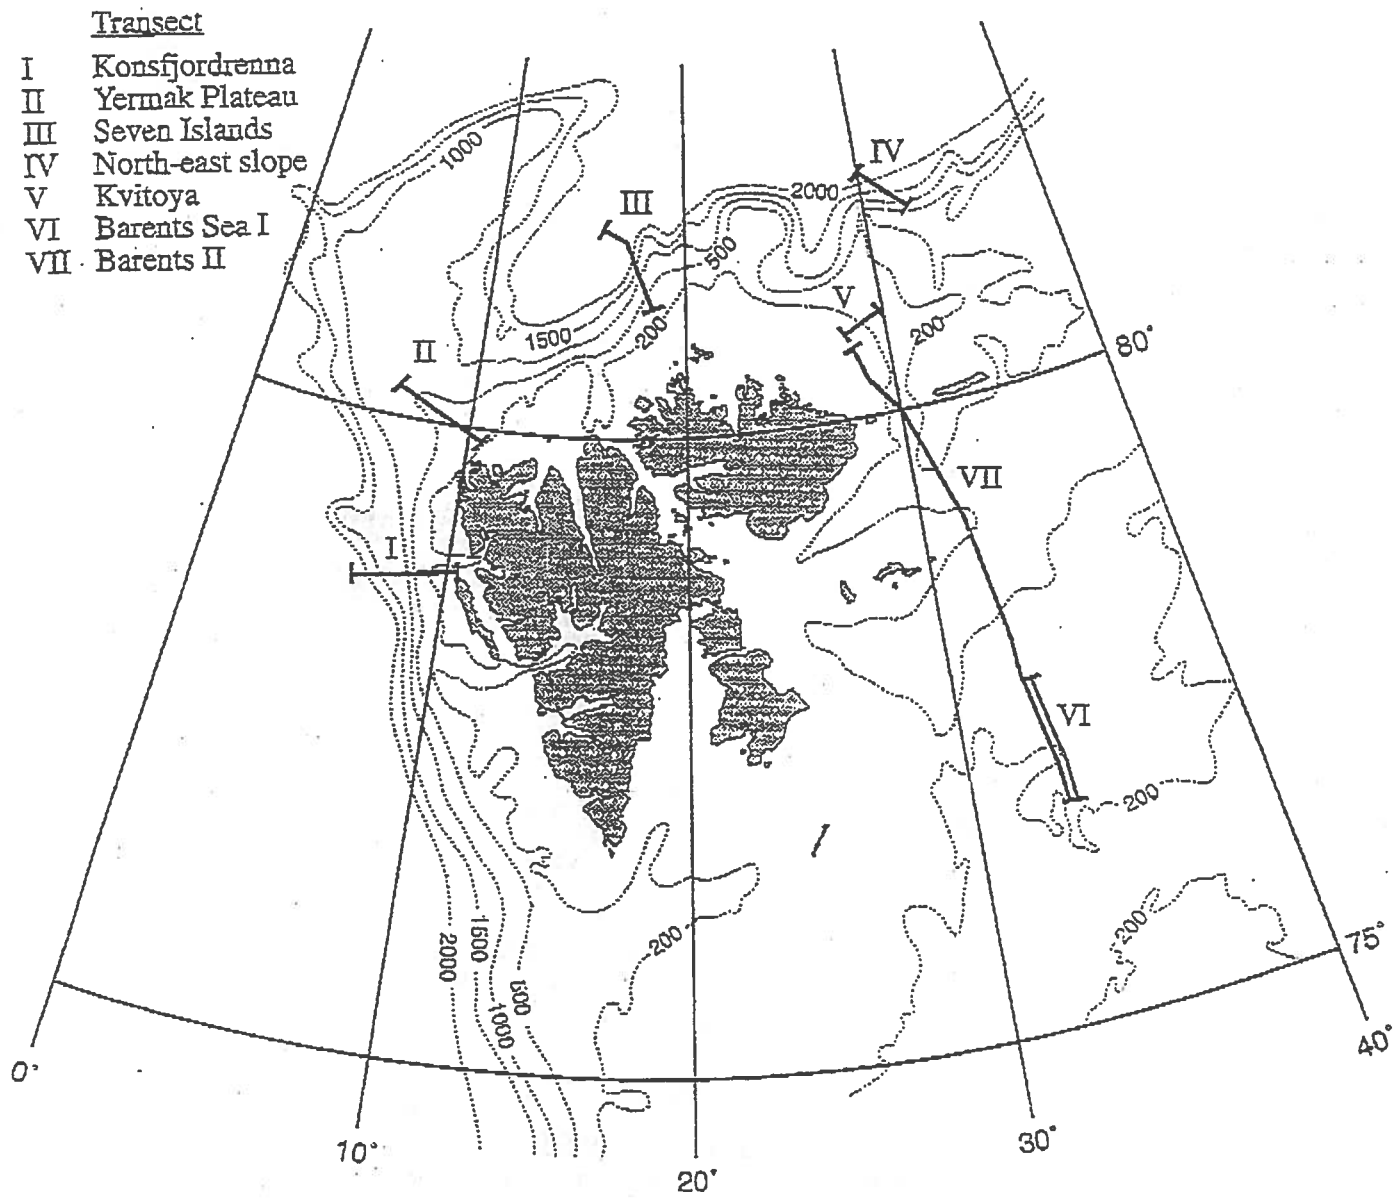 Transect
I Konsfjordrenna
II Yermak Plateau
III Seven Islands
IV North-east slope
V Kvitoya
VI Barents Sea I
VII · Barents II
1000
III
IV
2000
500
V
200
1500
200
II
80°
VII
I
VI
200
200
200
75°
2000
1500
500
1000
0°
10°
20°
30°
40°